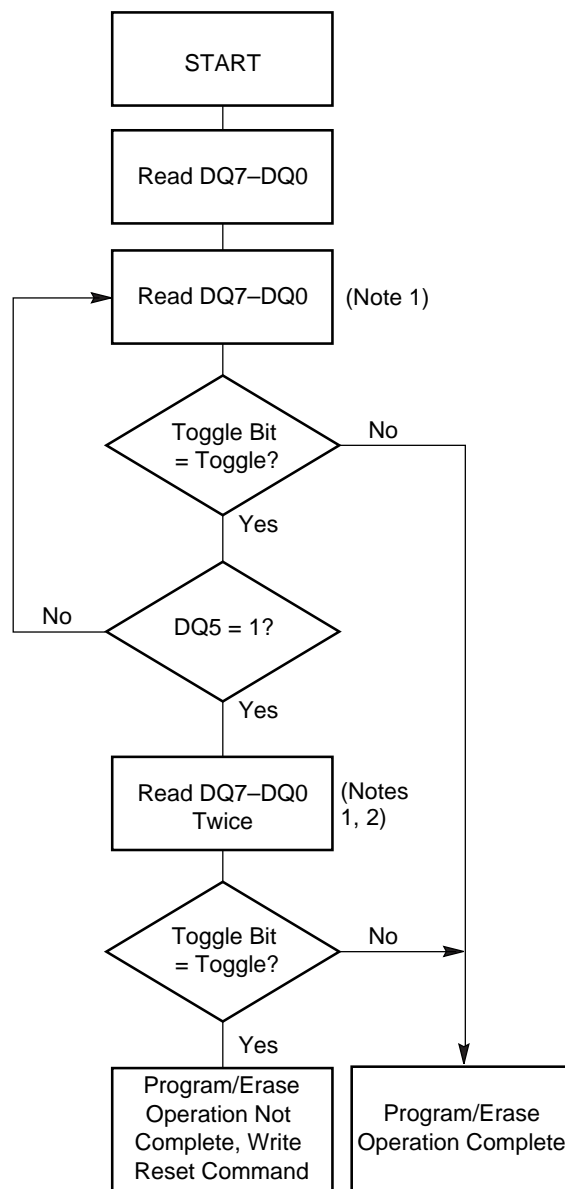 START
Read DQ7–DQ0
Read DQ7–DQ0
(Note 1)
Toggle Bit
= Toggle?
No
Yes
No
DQ5 = 1?
Yes
Read DQ7–DQ0
Twice
(Notes
1, 2)
Toggle Bit
= Toggle?
No
Yes
Program/Erase
Operation Not
Complete, Write
Reset Command
Program/Erase
Operation Complete